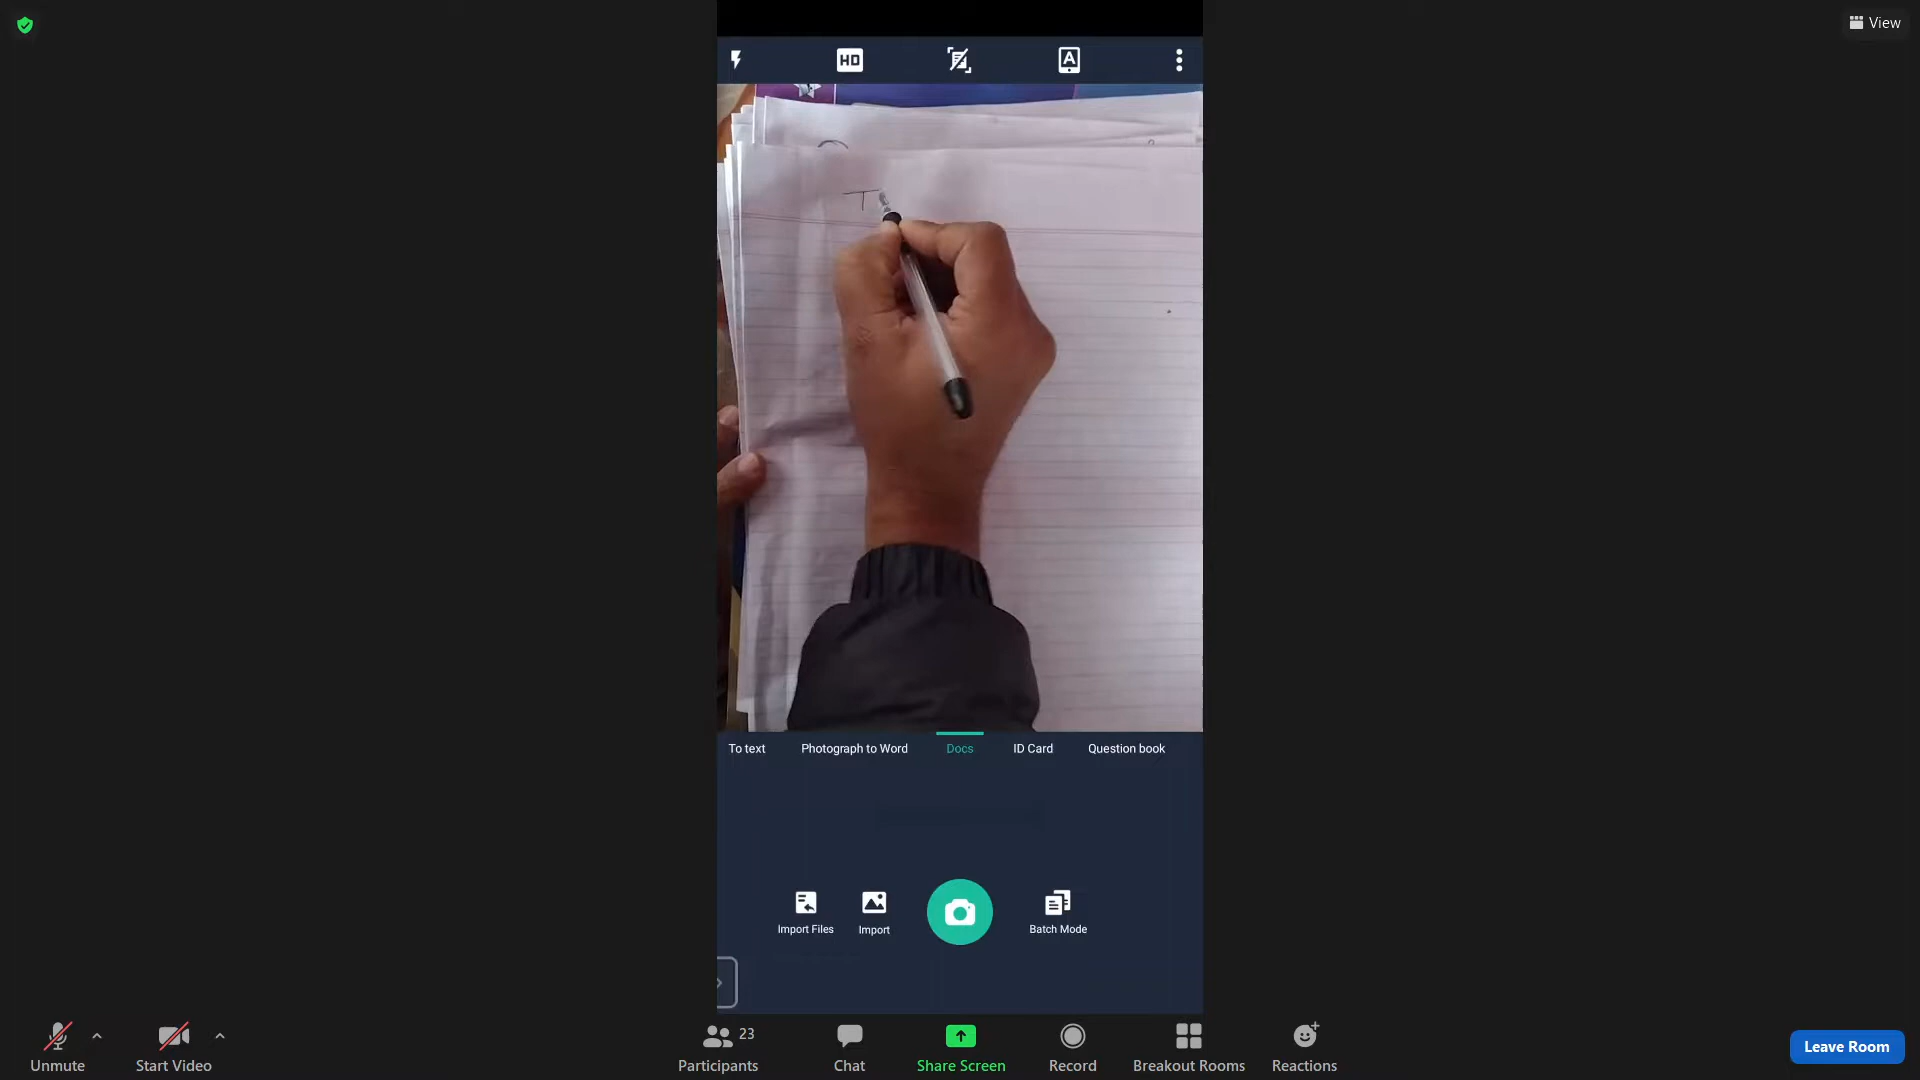 View
HD
A
T
To text Photograph to Word Docs ID Card Question book
Import Files Import Batch Mode
23
Unmute Start Video Participants Chat Share Screen Record Breakout Rooms Reactions Leave Room